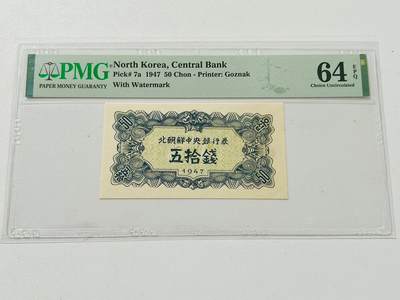 PMG
PAPER MONEY GUARANTY
North Korea, Central Bank
Pick# 7a 1947 50 Chon - Printer: Goznak
With Watermark
64 EPQ
Choice Uncirculated
北朝鮮中央銀行券
五拾錢
1947